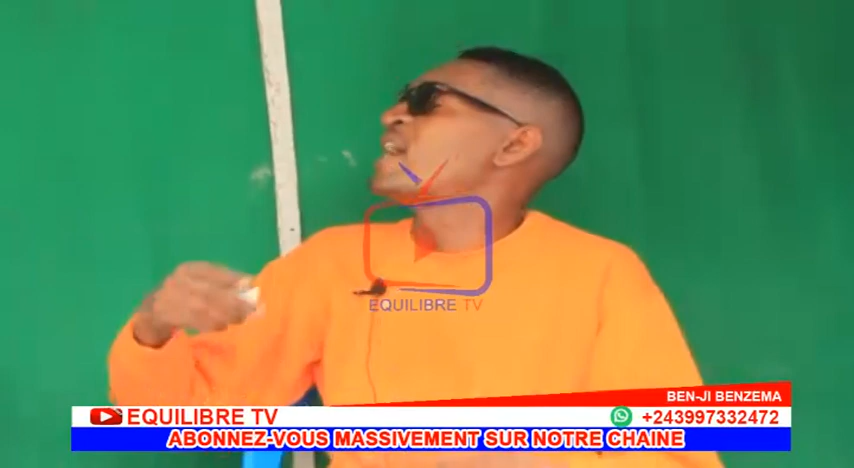 EQUILIBRE TV
BEN-JI BENZEMA
EQUILIBRE TV +243997332472
ABONNEZ-VOUS MASSIVEMENT SUR NOTRE CHAINE